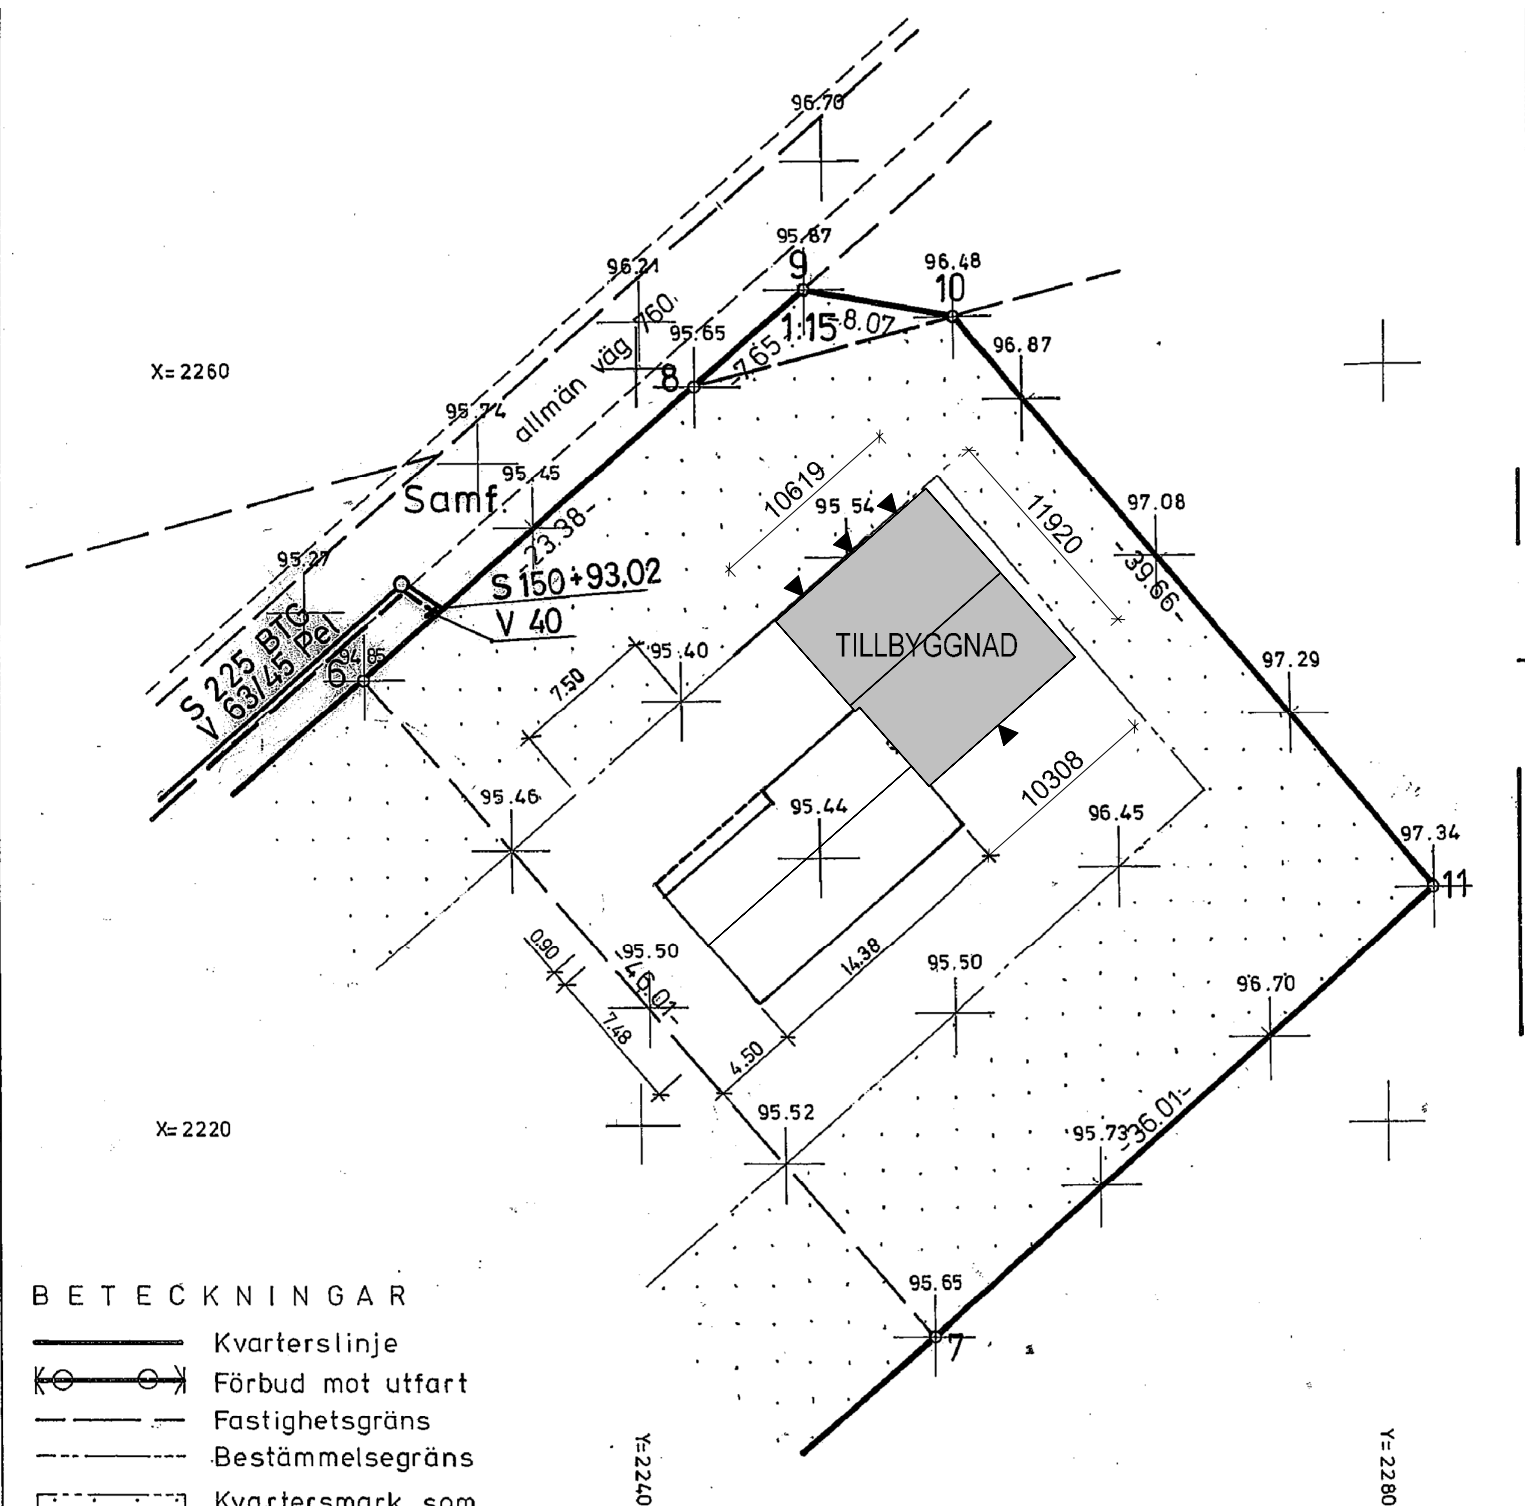 96.70
95.87
9
96.21
96.48
10
allmän väg 760.
95.65
1:15
-8.07
96.87
X=2260
8
-7.65-
95.74
95.45
Samf.
10619
95.54
11920
97.08
-23.38-
-39.66-
95.27
S 150+93,02
V 40
S 225 BTG
V 63/45 Pel
94.85
6
95.40
TILLBYGGNAD
97.29
7.50
95.46
95.44
10308
96.45
97.34
11
0.90
95.50
-46.01-
14.38
95.50
96.70
7.48
4.50
95.52
95.73
-36.01-
X=2220
95.65
7
BETECKNINGAR
Kvarterslinje
Förbud mot utfart
Fastighetsgräns
Bestämmelsegräns
Kvartersmark som
Y=2240
Y=2280